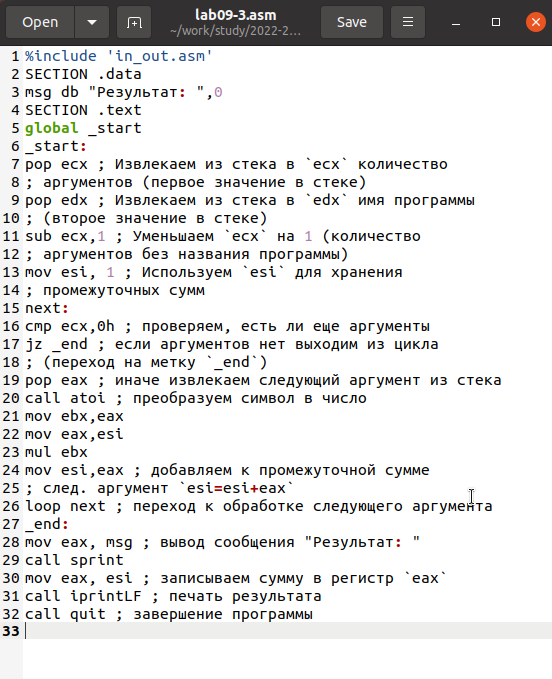 Open
lab09-3.asm
~/work/study/2022-2...
Save
1 %include 'in_out.asm'
2 SECTION .data
3 msg db "Результат: ",0
4 SECTION .text
5 global _start
6 _start:
7 pop ecx ; Извлекаем из стека в `ecx` количество
8 ; аргументов (первое значение в стеке)
9 pop edx ; Извлекаем из стека в `edx` имя программы
10 ; (второе значение в стеке)
11 sub ecx,1 ; Уменьшаем `ecx` на 1 (количество
12 ; аргументов без названия программы)
13 mov esi, 1 ; Используем `esi` для хранения
14 ; промежуточных сумм
15 next:
16 cmp ecx,0h ; проверяем, есть ли еще аргументы
17 jz _end ; если аргументов нет выходим из цикла
18 ; (переход на метку `_end`)
19 pop eax ; иначе извлекаем следующий аргумент из стека
20 call atoi ; преобразуем символ в число
21 mov ebx,eax
22 mov eax,esi
23 mul ebx
24 mov esi,eax ; добавляем к промежуточной сумме
25 ; след. аргумент `esi=esi+eax`
26 loop next ; переход к обработке следующего аргумента
27 _end:
28 mov eax, msg ; вывод сообщения "Результат: "
29 call sprint
30 mov eax, esi ; записываем сумму в регистр `eax`
31 call iprintLF ; печать результата
32 call quit ; завершение программы
33